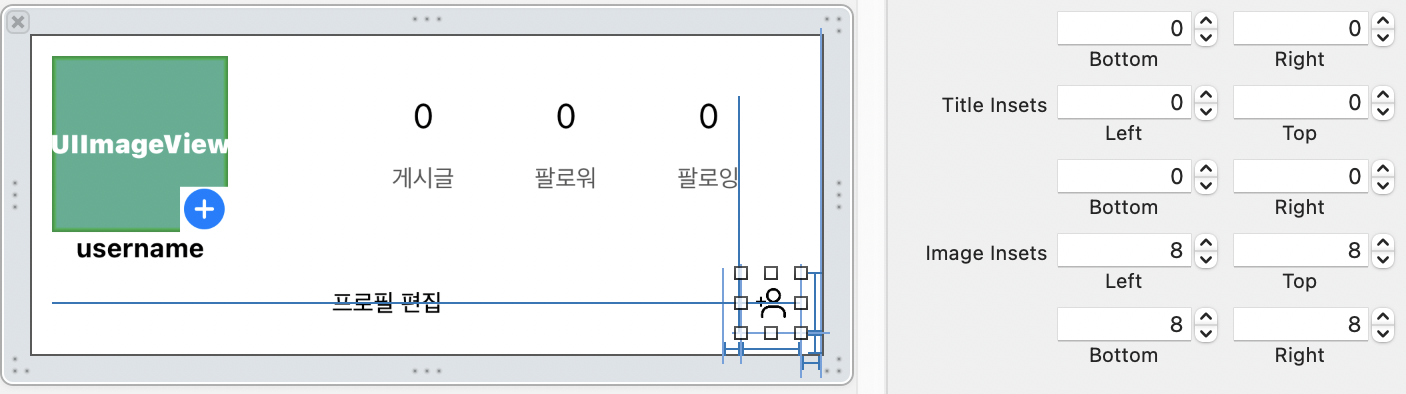 0 0
Bottom Right
UIImageView
0 0 0
게시글 팔로워 팔로잉
username
프로필 편집
Title Insets 0 0
Left Top
0 0
Bottom Right
Image Insets 8 8
Left Top
8 8
Bottom Right